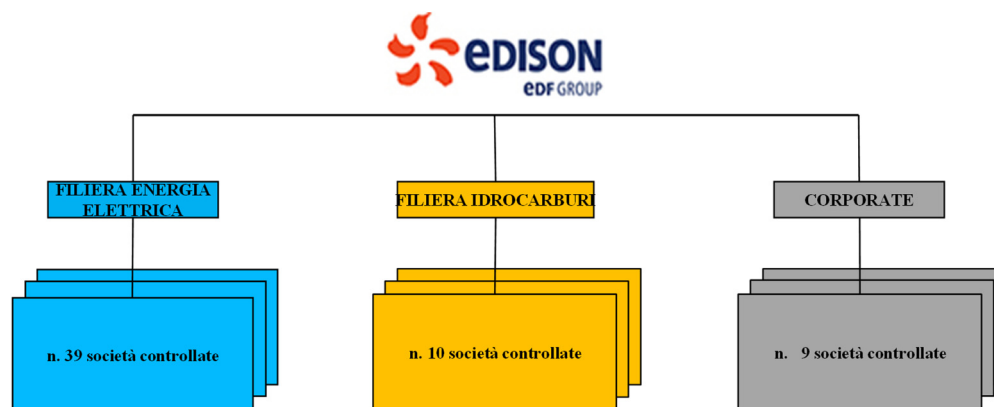 eDISON
eDF GROUP
FILIERA ENERGIA
ELETTRICA
FILIERA IDROCARBURI
CORPORATE
n. 39 società controllate
n. 10 società controllate
n.   9 società controllate